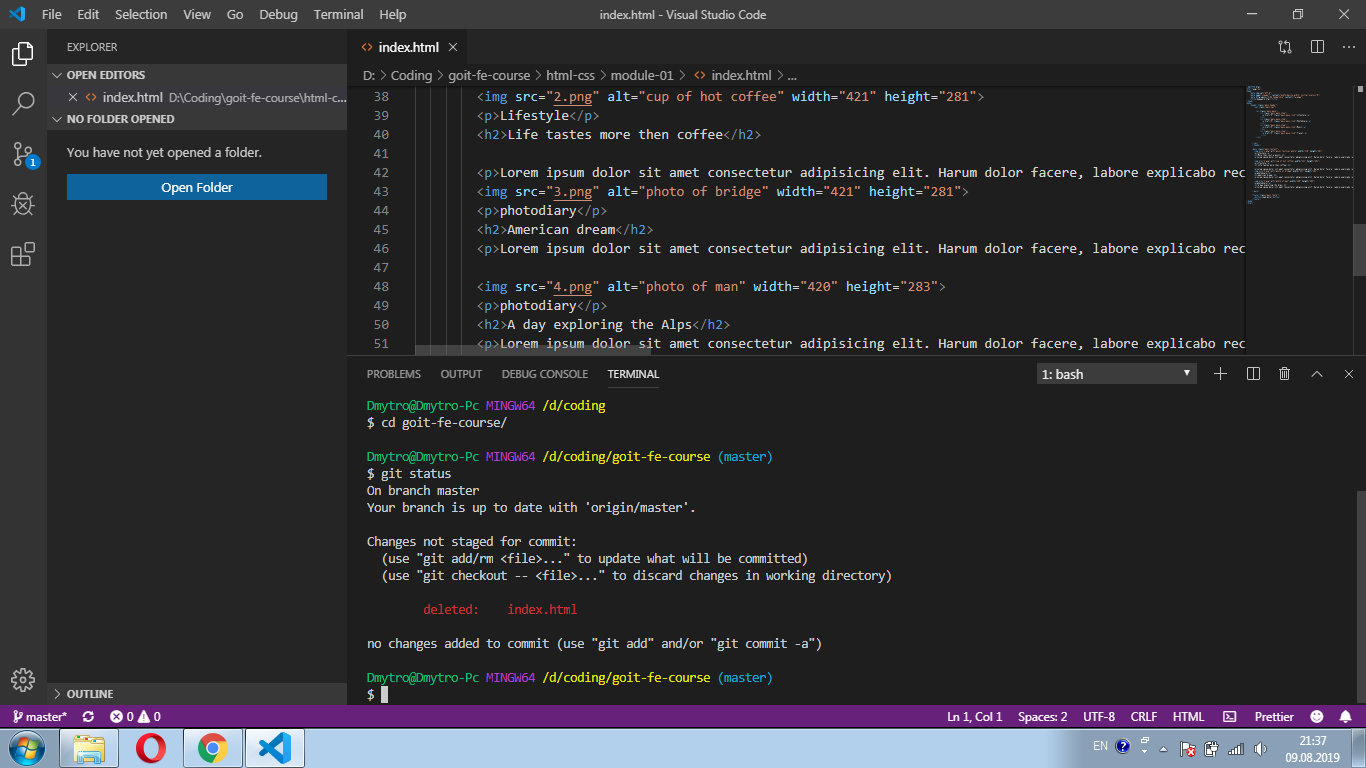 File Edit Selection View Go Debug Terminal Help
index.html - Visual Studio Code
EXPLORER
OPEN EDITORS
index.html D:\Coding\goit-fe-course\html-c...
NO FOLDER OPENED
You have not yet opened a folder.
Open Folder
1
OUTLINE
index.html
D: > Coding > goit-fe-course > html-css > module-01 > index.html > ...
38 <img src="2.png" alt="cup of hot coffee" width="421" height="281">
39 <p>Lifestyle</p>
40 <h2>Life tastes more then coffee</h2>
41
42 <p>Lorem ipsum dolor sit amet consectetur adipisicing elit. Harum dolor facere, labore explicabo rec
43 <img src="3.png" alt="photo of bridge" width="421" height="281">
44 <p>photodiary</p>
45 <h2>American dream</h2>
46 <p>Lorem ipsum dolor sit amet consectetur adipisicing elit. Harum dolor facere, labore explicabo rec
47
48 <img src="4.png" alt="photo of man" width="420" height="283">
49 <p>photodiary</p>
50 <h2>A day exploring the Alps</h2>
51 <p>Lorem ipsum dolor sit amet consectetur adipisicing elit. Harum dolor facere, labore explicabo rec
PROBLEMS OUTPUT DEBUG CONSOLE TERMINAL
1: bash
Dmytro@Dmytro-Pc MINGW64 /d/coding
$ cd goit-fe-course/
Dmytro@Dmytro-Pc MINGW64 /d/coding/goit-fe-course (master)
$ git status
On branch master
Your branch is up to date with 'origin/master'.
Changes not staged for commit:
(use "git add/rm <file>..." to update what will be committed)
(use "git checkout -- <file>..." to discard changes in working directory)
deleted: index.html
no changes added to commit (use "git add" and/or "git commit -a")
Dmytro@Dmytro-Pc MINGW64 /d/coding/goit-fe-course (master)
$
master* 0 0
Ln 1, Col 1 Spaces: 2 UTF-8 CRLF HTML Prettier
EN
21:37
09.08.2019